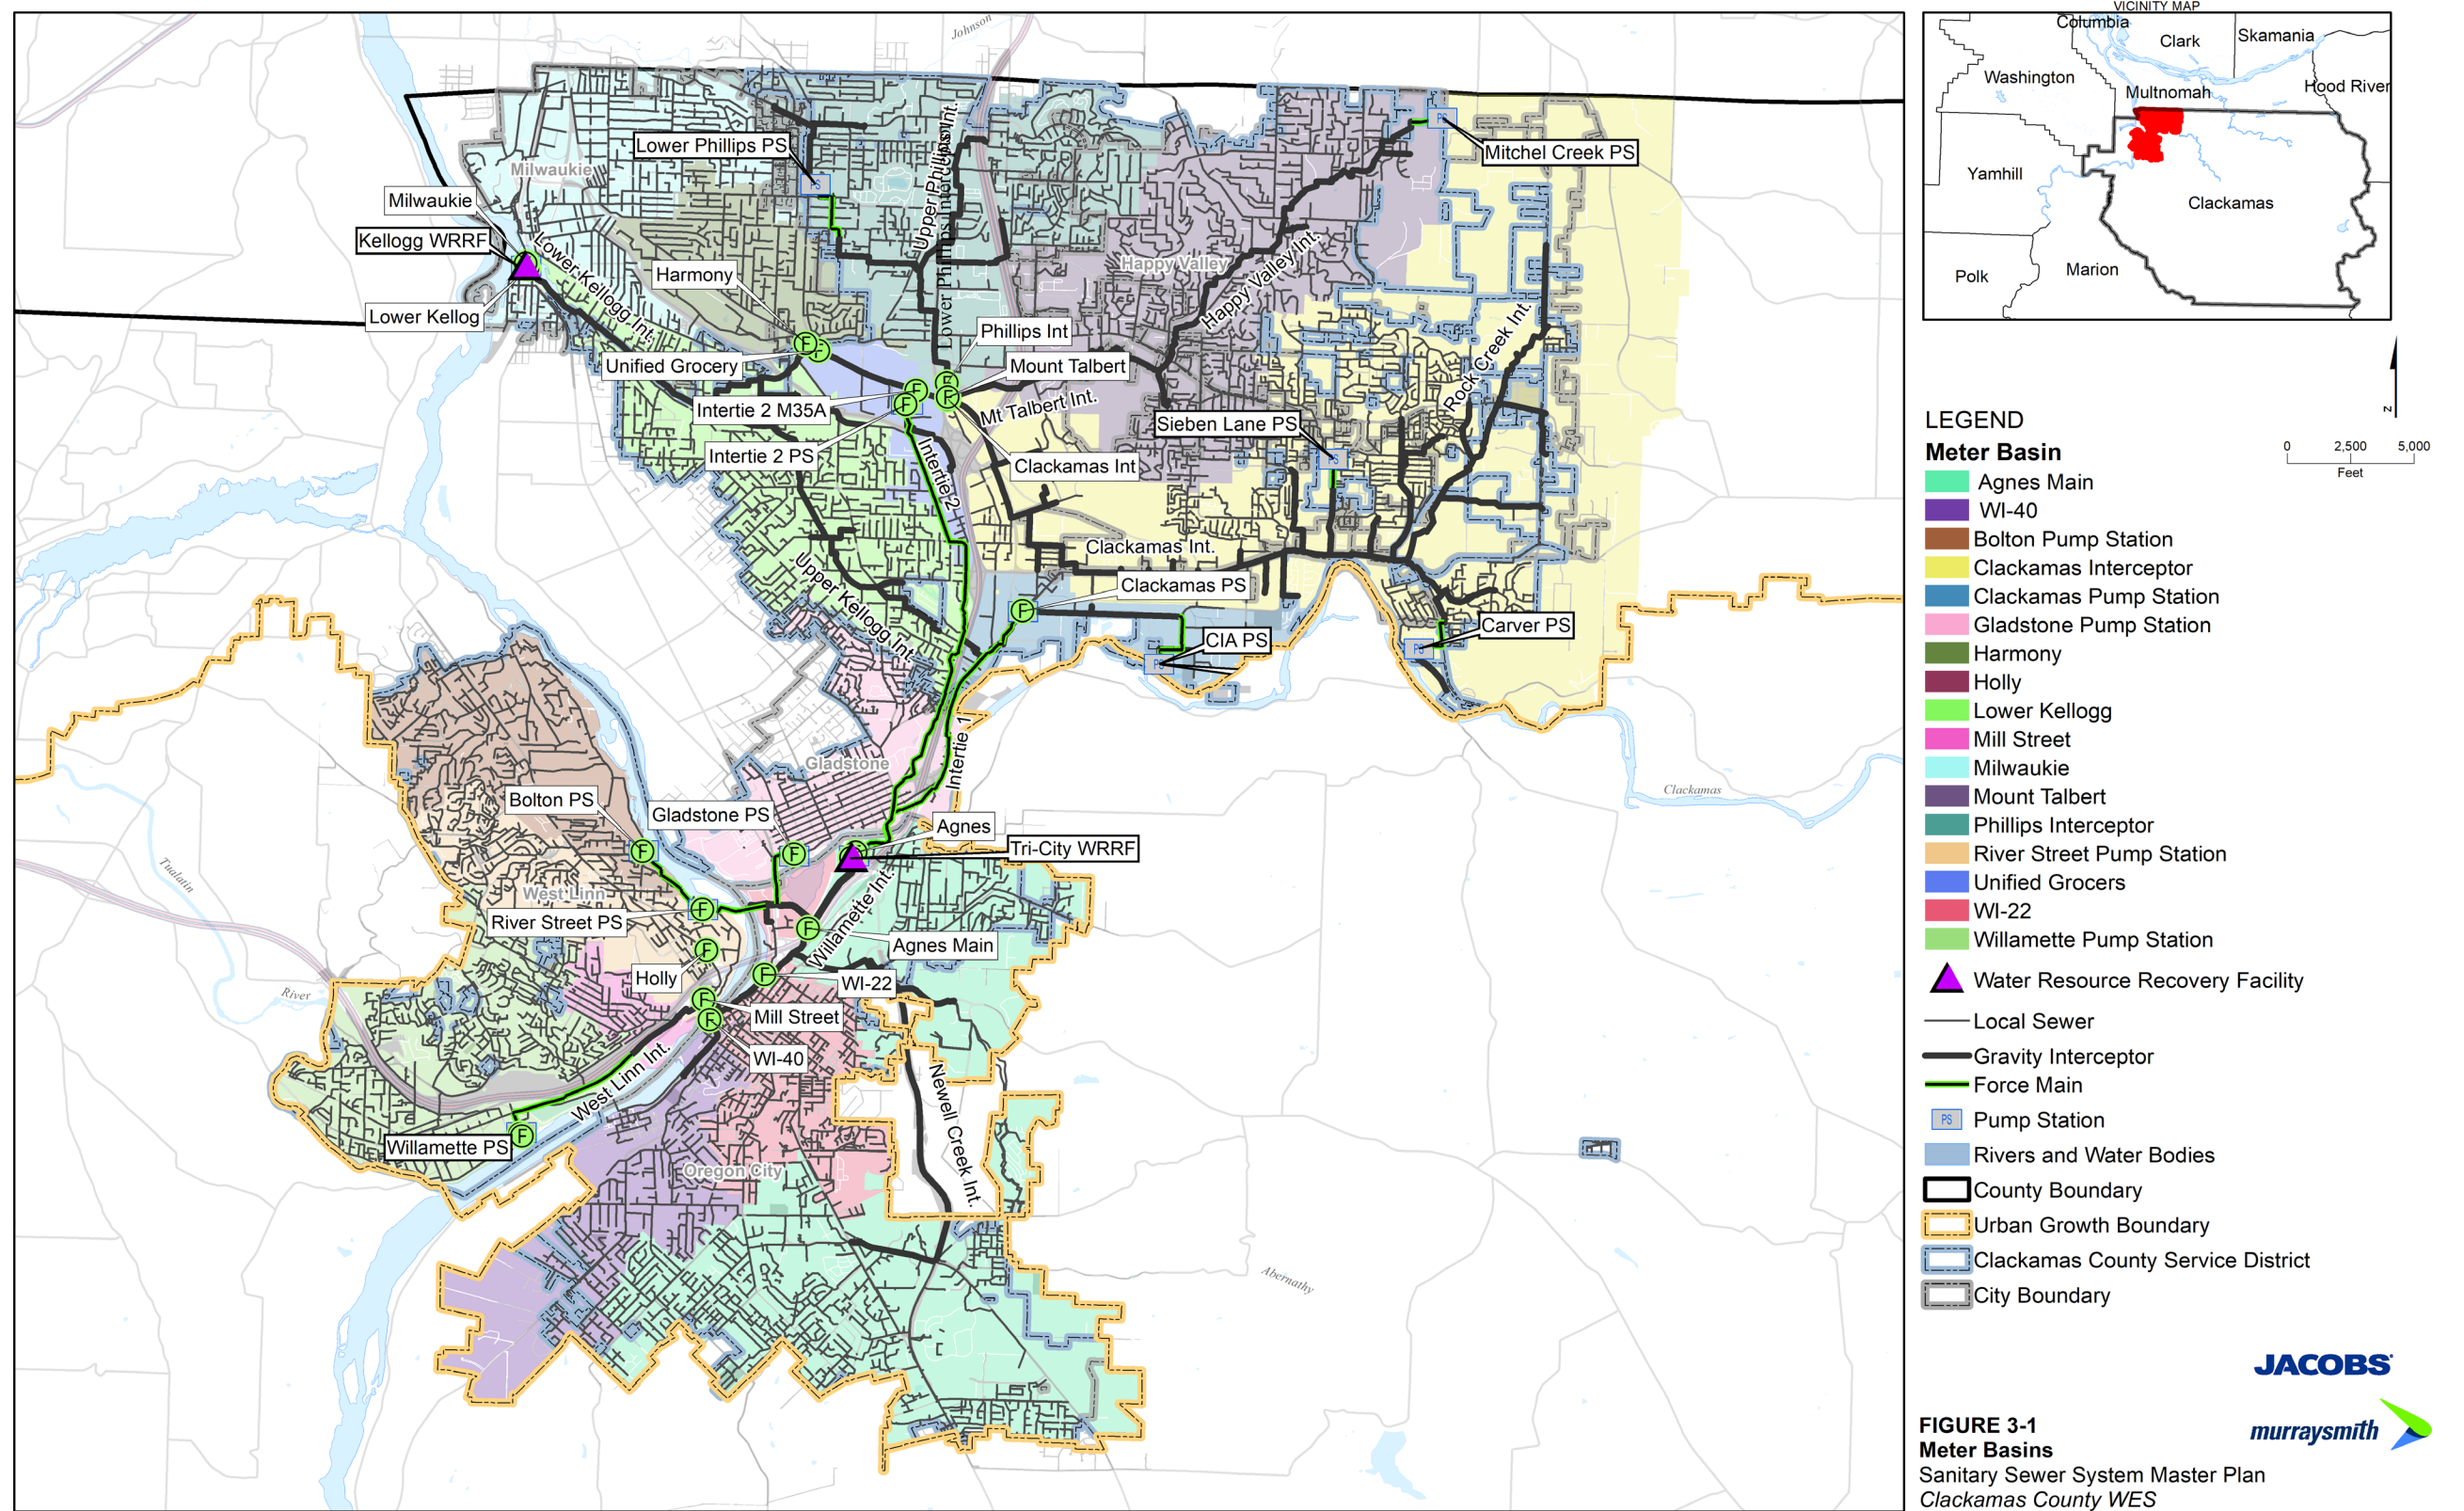 VICINITY MAP
Columbia
Clark
Skamania
Washington
Hood River
Multnomah
Yamhill
Clackamas
Marion
Polk
Johnson
Lower Phillips PS
Upper Phillips Int.
Lower Phillips Interceptor
Mitchel Creek PS
Milwaukie
Milwaukie
Kellogg WRRF
Lower Kellogg Int.
Harmony
Happy Valley
Happy Valley Int.
Lower Kellog
Phillips Int
Rock Creek Int.
Unified Grocery
Mount Talbert
Intertie 2 M35A
Mt Talbert Int.
Sieben Lane PS
PS
PS
PS
PS
PS
F
F
F
F
R
R
Intertie 2 PS
Clackamas Int
Intertie 2
Clackamas Int.
Upper Kellogg Int.
Clackamas PS
F
CIA PS
Carver PS
Intertie 1
Gladstone
Clackamas
Bolton PS
Gladstone PS
Agnes
Tri-City WRRF
F
F
Tualatin
West Linn
Willamette Int.
River Street PS
F
F
Agnes Main
Holly
F
F
WI-22
River
F
Mill Street
F
WI-40
West Linn Int.
Newell Creek Int.
Willamette PS
F
Oregon City
Abernathy
N
0 2,500 5,000
Feet
LEGEND
Meter Basin
Agnes Main
WI-40
Bolton Pump Station
Clackamas Interceptor
Clackamas Pump Station
Gladstone Pump Station
Harmony
Holly
Lower Kellogg
Mill Street
Milwaukie
Mount Talbert
Phillips Interceptor
River Street Pump Station
Unified Grocers
WI-22
Willamette Pump Station
Water Resource Recovery Facility
Local Sewer
Gravity Interceptor
Force Main
PS Pump Station
Rivers and Water Bodies
County Boundary
Urban Growth Boundary
Clackamas County Service District
City Boundary
JACOBS
murraysmith
FIGURE 3-1
Meter Basins
Sanitary Sewer System Master Plan
Clackamas County WES